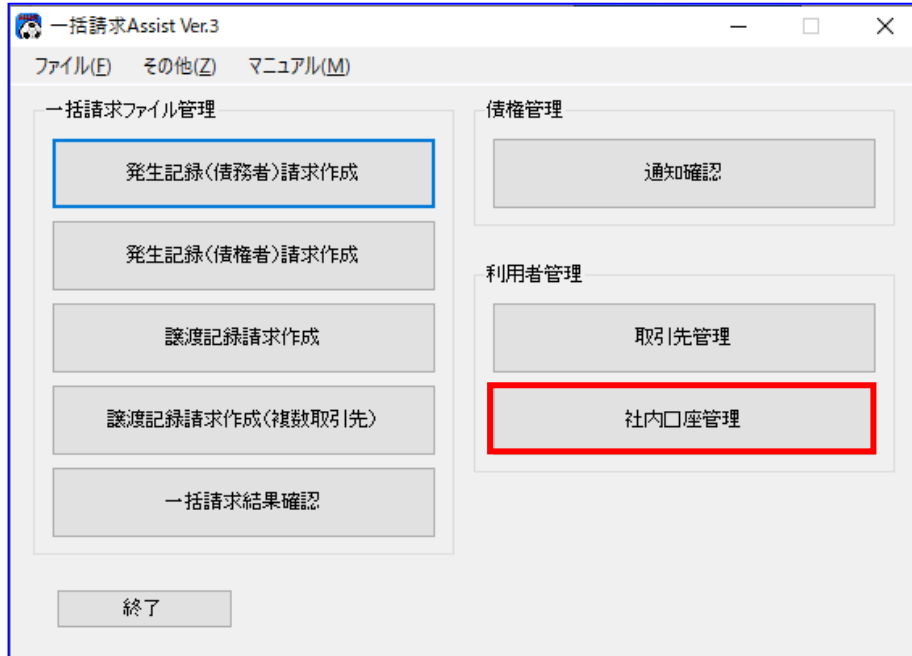 一括請求Assist Ver.3
ファイル(F) その他(Z) マニュアル(M)
一括請求ファイル管理
発生記録(債務者)請求作成
発生記録(債権者)請求作成
譲渡記録請求作成
譲渡記録請求作成(複数取引先)
一括請求結果確認
債権管理
通知確認
利用者管理
取引先管理
社内口座管理
終了